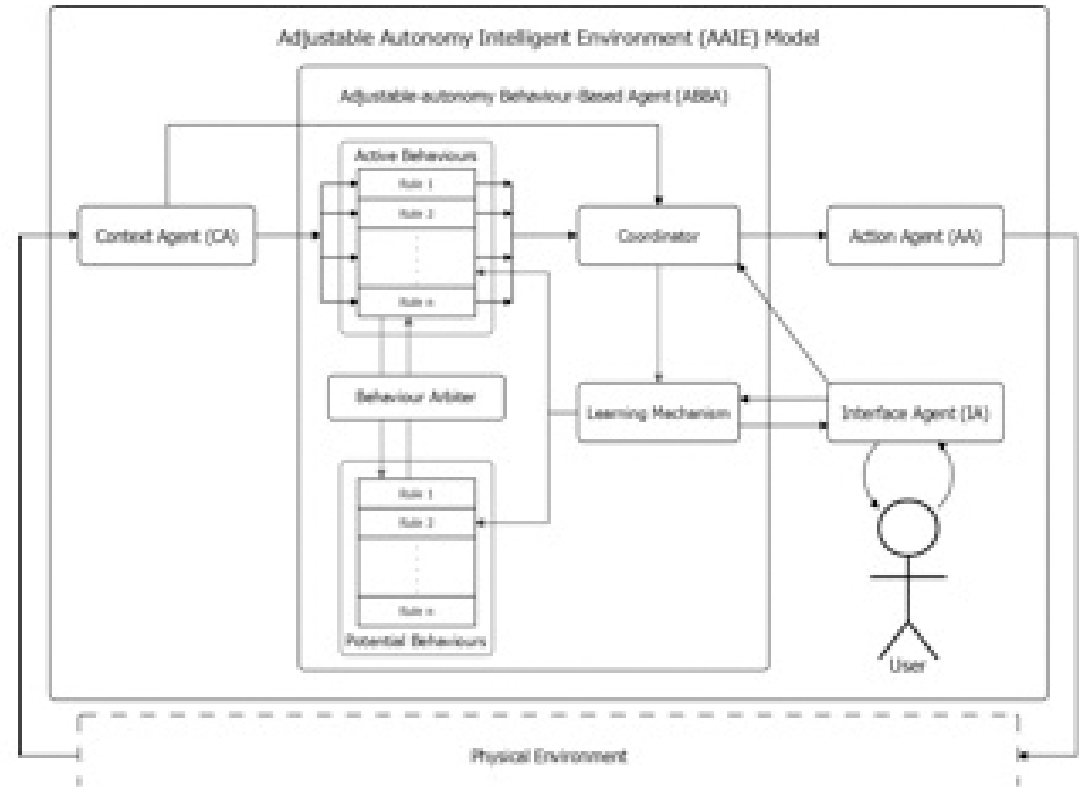 Adjustable Autonomy Intelligent Environment (AAIE) Model
Adjustable-autonomy Behaviour-Based Agent (ABBA)
Active Behaviours
Rule 1
Rule 2
Rule n
Context Agent (CA)
Coordinator
Action Agent (AA)
Behaviour Arbiter
Learning Mechanism
Interface Agent (IA)
Rule 1
Rule 2
Rule n
Potential Behaviours
User
Physical Environment